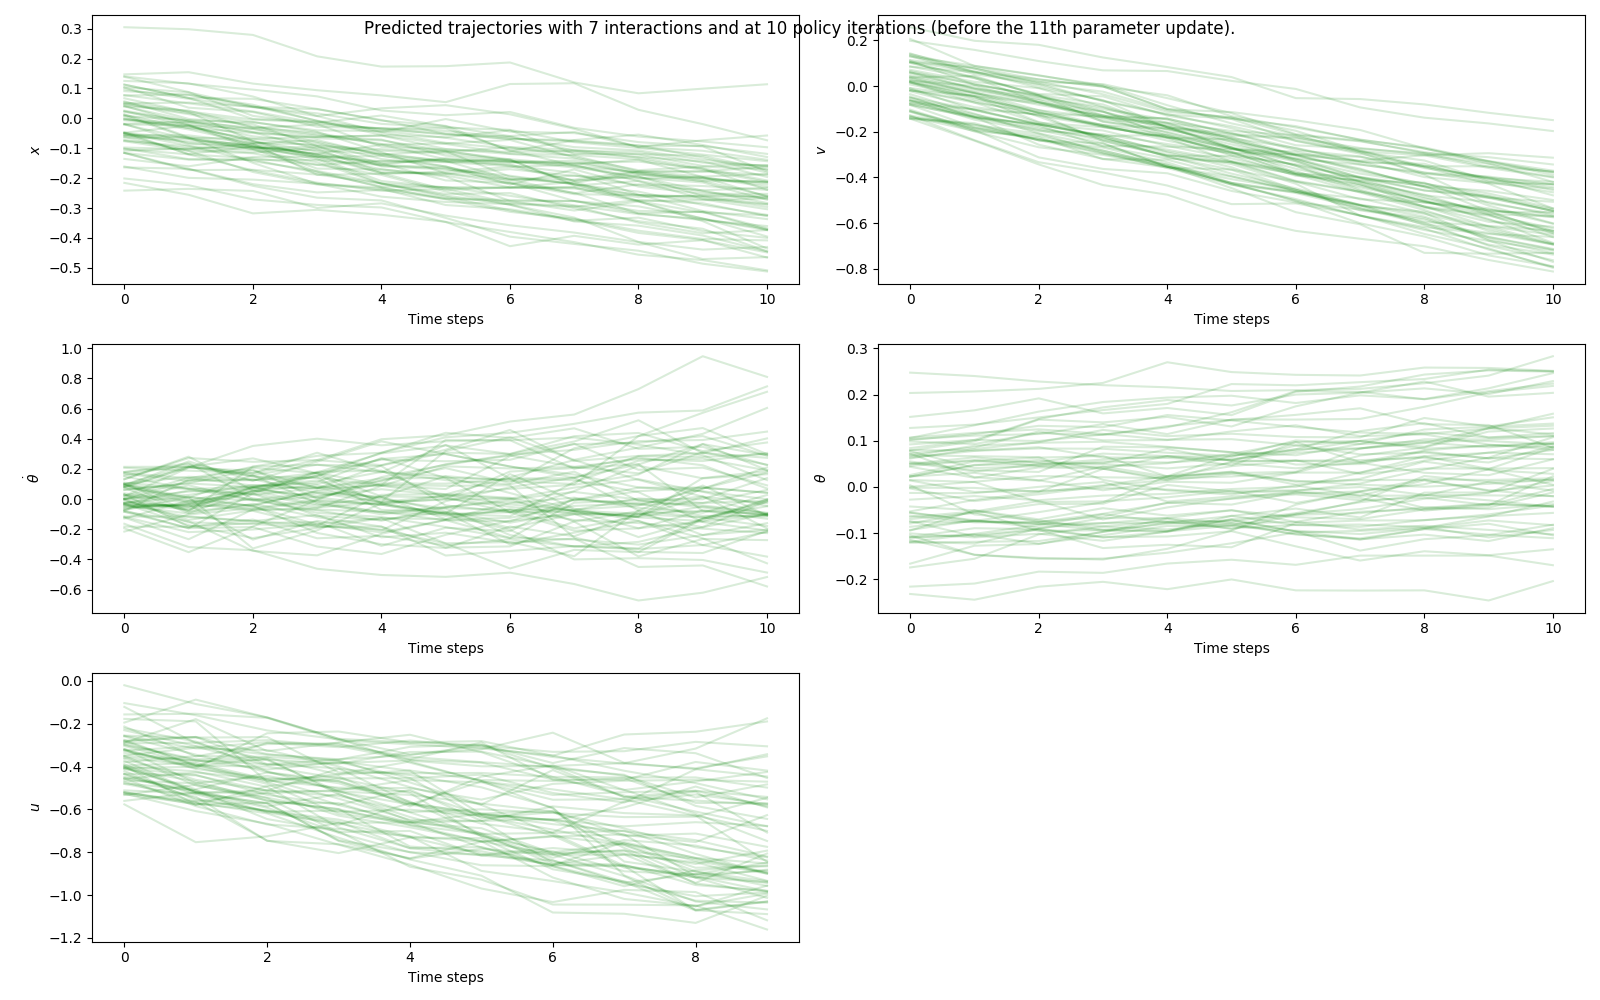 Predicted trajectories with 7 interactions and at 10 policy iterations (before the 11th parameter update).
0.3
0.2
0.1
0.0
−0.1
−0.2
−0.3
−0.4
−0.5
x
0 2 4 6 8 10
Time steps
0.2
0.0
−0.2
−0.4
−0.6
−0.8
v
0 2 4 6 8 10
Time steps
1.0
0.8
0.6
0.4
0.2
0.0
−0.2
−0.4
−0.6
θ̇
0 2 4 6 8 10
Time steps
0.3
0.2
0.1
0.0
−0.1
−0.2
θ
0 2 4 6 8 10
Time steps
0.0
−0.2
−0.4
−0.6
−0.8
−1.0
−1.2
u
0 2 4 6 8
Time steps